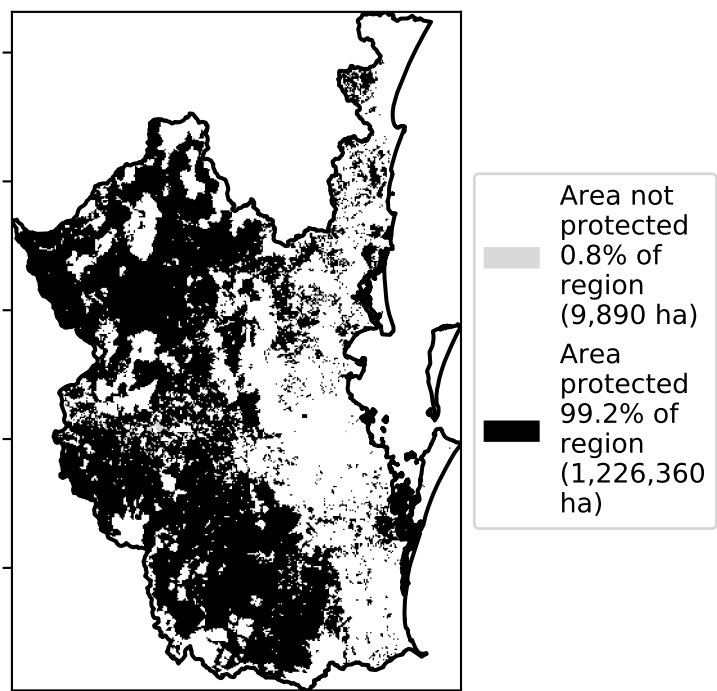 Area not
protected
0.8% of
region
(9,890 ha)
Area
protected
99.2% of
region
(1,226,360
ha)